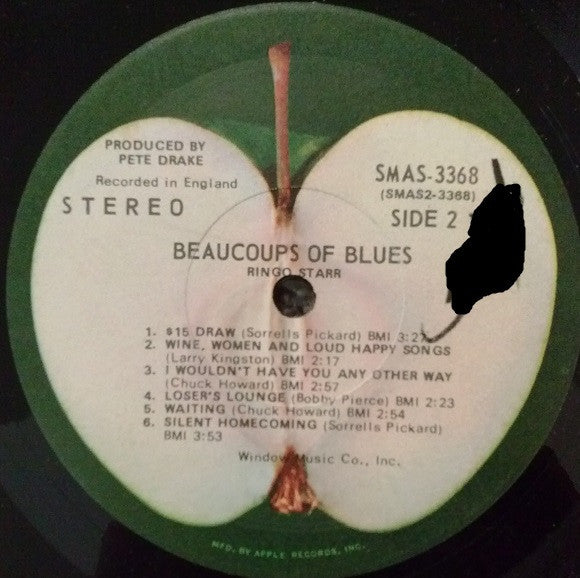 PRODUCED BY
PETE DRAKE
Recorded in England
STEREO
SMAS-3368
(SMAS2-3368)
SIDE 2
BEAUCOUPS OF BLUES
RINGO STARR
1. $15 DRAW (Sorrells Pickard) BMI 3:27
2. WINE, WOMEN AND LOUD HAPPY SONGS
(Larry Kingston) BMI 2:17
3. I WOULDN'T HAVE YOU ANY OTHER WAY
(Chuck Howard) BMI 2:57
4. LOSER'S LOUNGE (Bobby Pierce) BMI 2:23
5. WAITING (Chuck Howard) BMI 2:54
6. SILENT HOMECOMING (Sorrells Pickard)
BMI 3:53
Window Music Co., Inc.
MFD. BY APPLE RECORDS, INC.